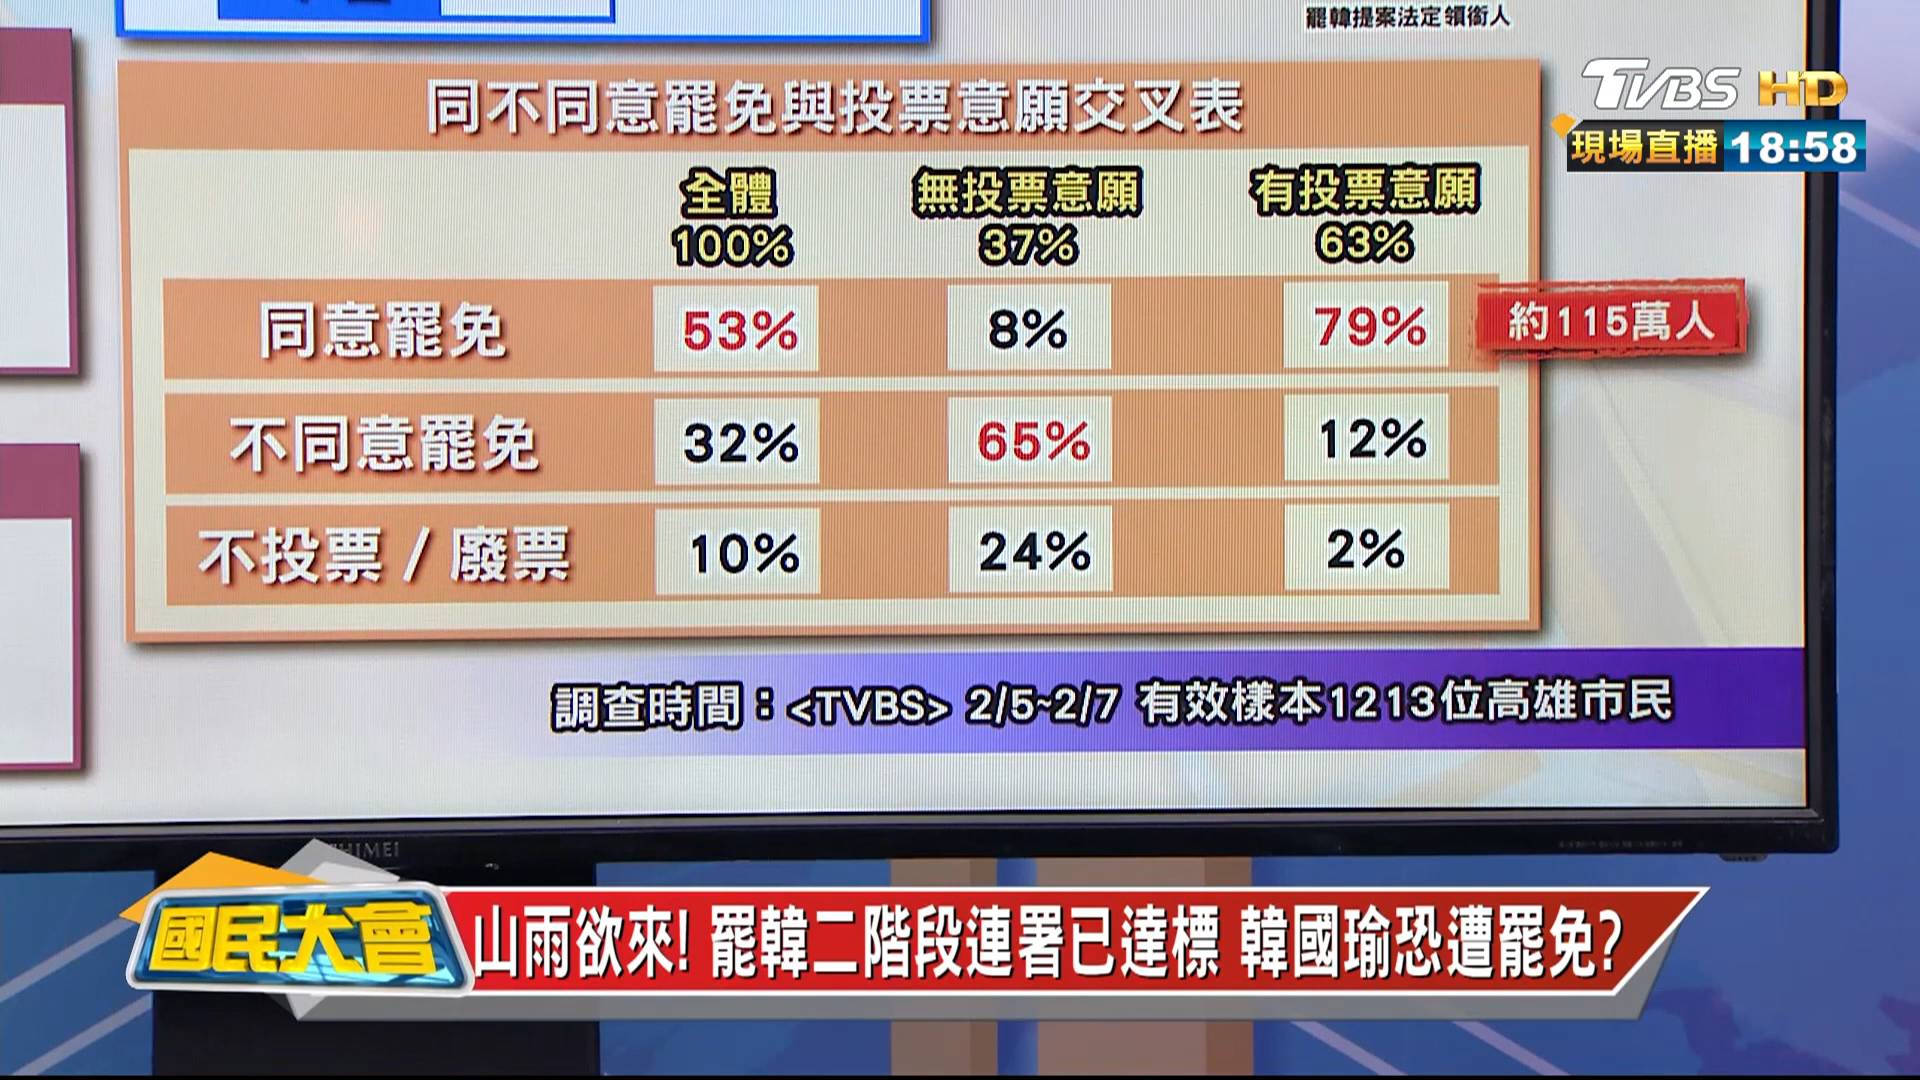 罷韓提案法定領銜人
TVBS HD
現場直播 18:58
同不同意罷免與投票意願交叉表
全體 無投票意願 有投票意願
100% 37% 63%
同意罷免 53% 8% 79% 約115萬人
不同意罷免 32% 65% 12%
不投票/廢票 10% 24% 2%
調查時間：<TVBS> 2/5~2/7 有效樣本1213位高雄市民
CHIMEI
國民大會
山雨欲來! 罷韓二階段連署已達標 韓國瑜恐遭罷免?